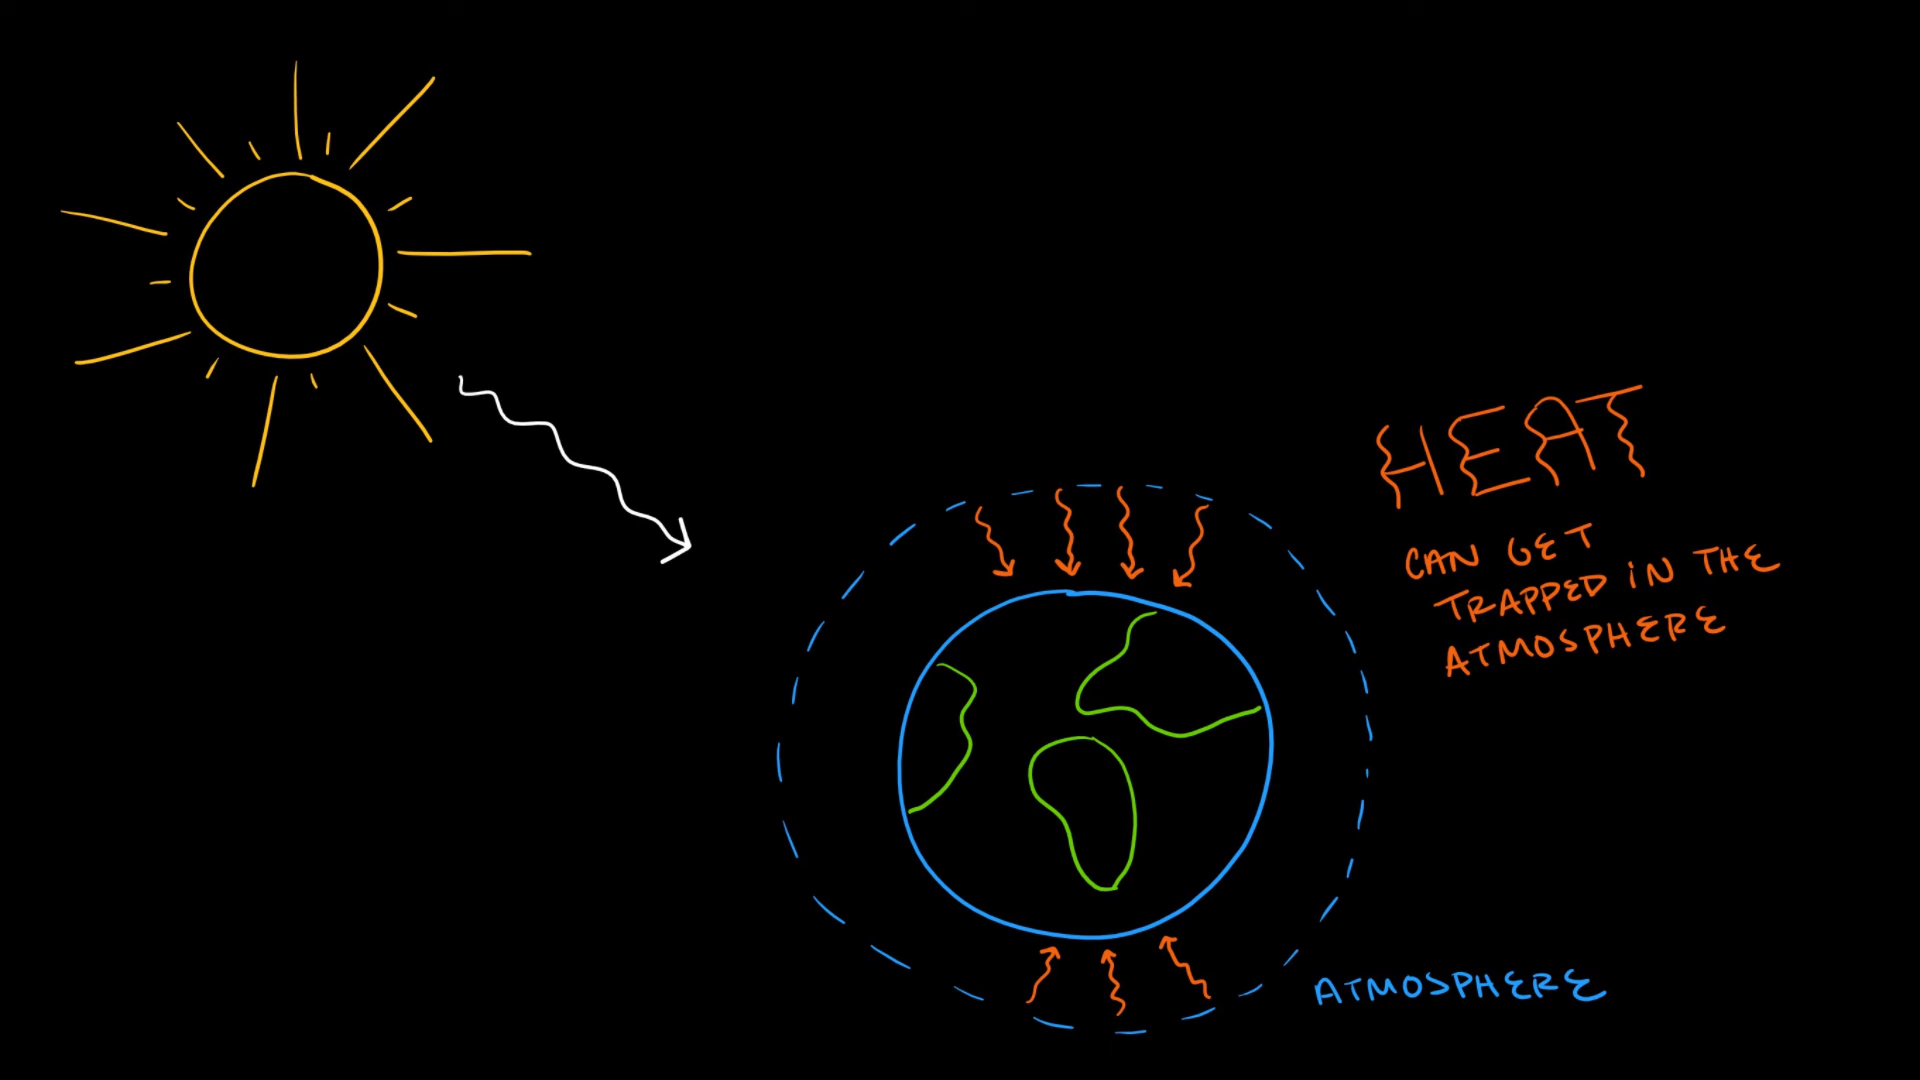 HEAT
CAN GET
TRAPPED IN THE
ATMOSPHERE
ATMOSPHERE